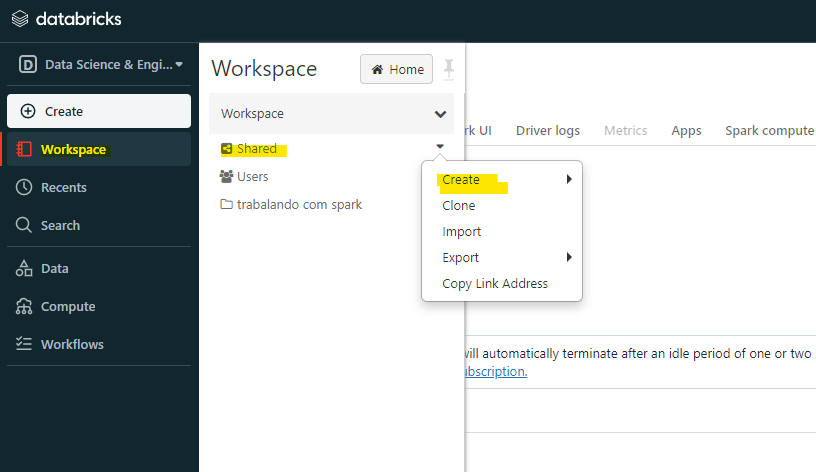 databricks
Data Science & Engi...
Create
Workspace
Recents
Search
Data
Compute
Workflows
Workspace
Home
Workspace
Shared
Users
trabalando com spark
Create
Clone
Import
Export
Copy Link Address
rk UI Driver logs Metrics Apps Spark compute
will automatically terminate after an idle period of one or two
ubscription.